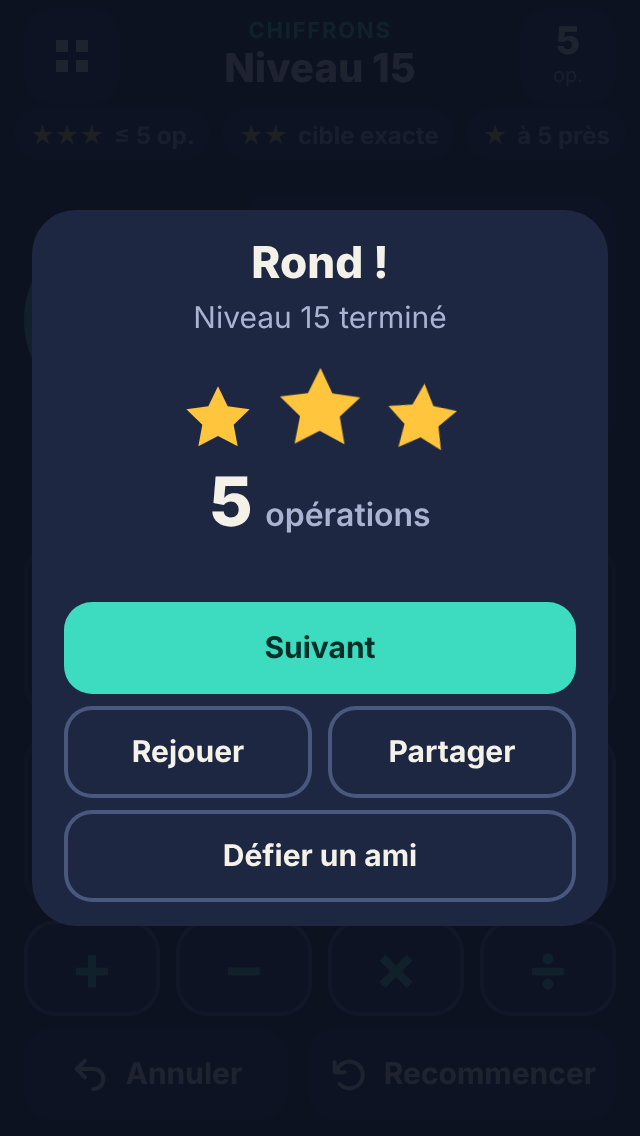 CHIFFRONS
Niveau 15
5
op.
★★★ ≤ 5 op.
★★ cible exacte
★ à 5 près
Rond !
Niveau 15 terminé
5 opérations
Suivant
Rejouer
Partager
Défier un ami
+ − × ÷
Annuler
Recommencer